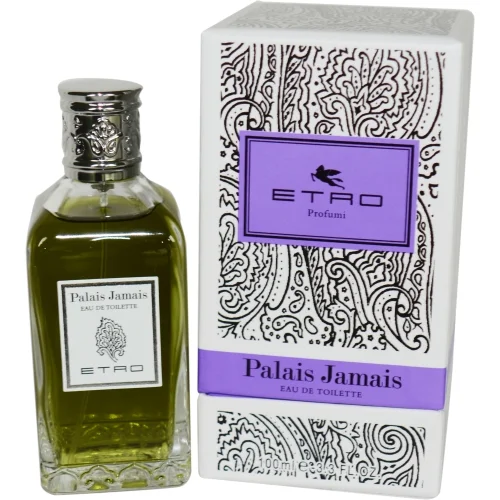 Palais Jamais
EAU DE TOILETTE
ETRO
ETRO
Profumi
Palais Jamais
EAU DE TOILETTE
100ml e 3.3 FL.OZ.